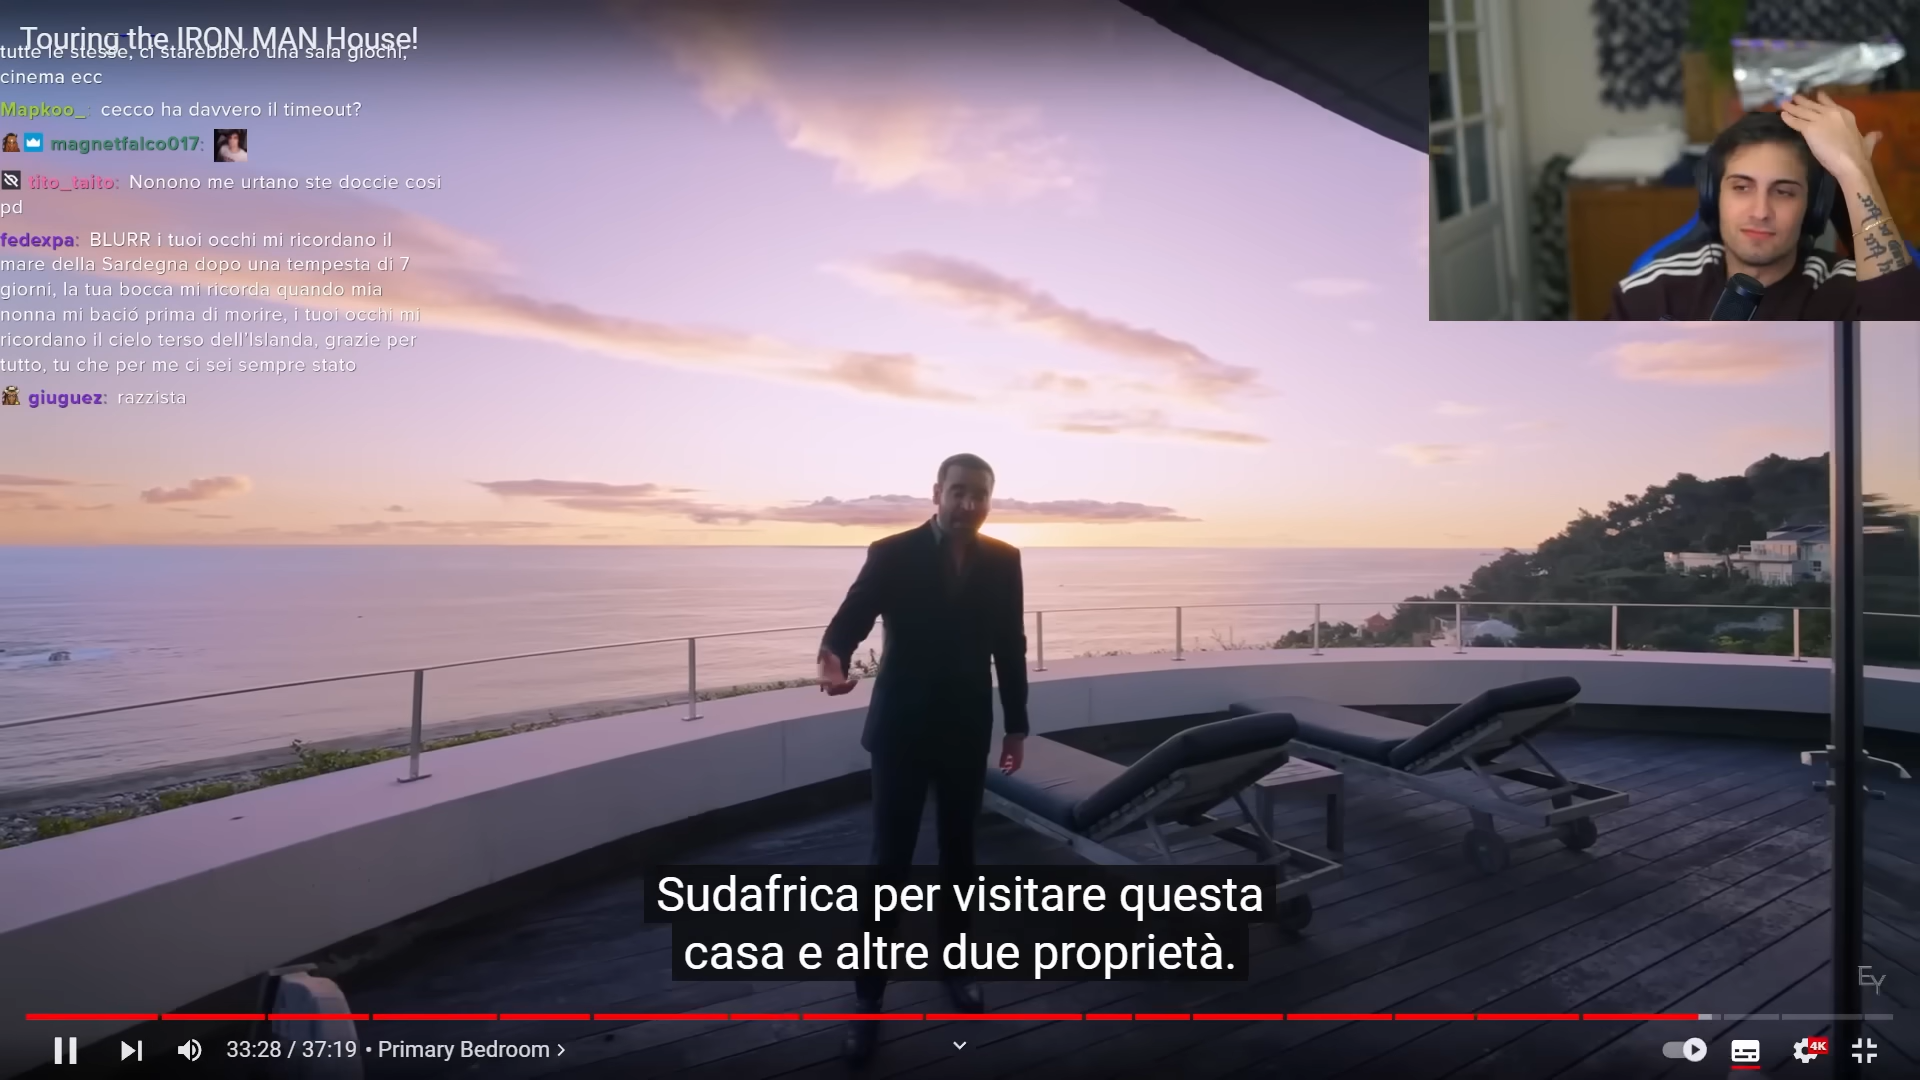 Touring the IRON MAN House!
tutte le stesse, ci starebbero una sala giochi,
cinema ecc
Mapkoo_: cecco ha davvero il timeout?
magnetfalco017:
tito_taito: Nonono me urtano ste doccie cosi
pd
fedexpa: BLURR i tuoi occhi mi ricordano il
mare della Sardegna dopo una tempesta di 7
giorni, la tua bocca mi ricorda quando mia
nonna mi bació prima di morire, i tuoi occhi mi
ricordano il cielo terso dell'Islanda, grazie per
tutto, tu che per me ci sei sempre stato
giuguez: razzista
Sudafrica per visitare questa
casa e altre due proprietà.
EY
33:28 / 37:19 • Primary Bedroom
4K